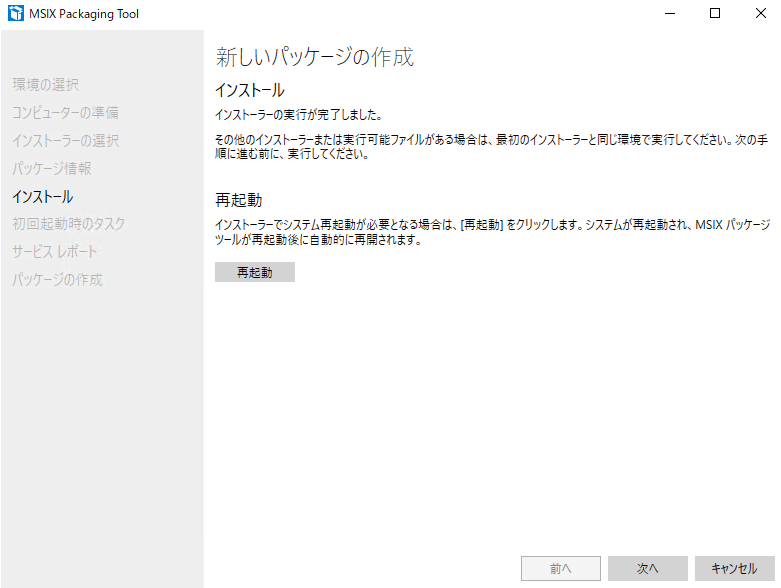 MSIX Packaging Tool
環境の選択
コンピューターの準備
インストーラーの選択
パッケージ情報
インストール
初回起動時のタスク
サービス レポート
パッケージの作成
新しいパッケージの作成
インストール
インストーラーの実行が完了しました。
その他のインストーラーまたは実行可能ファイルがある場合は、最初のインストーラーと同じ環境で実行してください。次の手
順に進む前に、実行してください。
再起動
インストーラーでシステム再起動が必要となる場合は、[再起動] をクリックします。システムが再起動され、MSIX パッケージ
ツールが再起動後に自動的に再開されます。
再起動
前へ
次へ
キャンセル